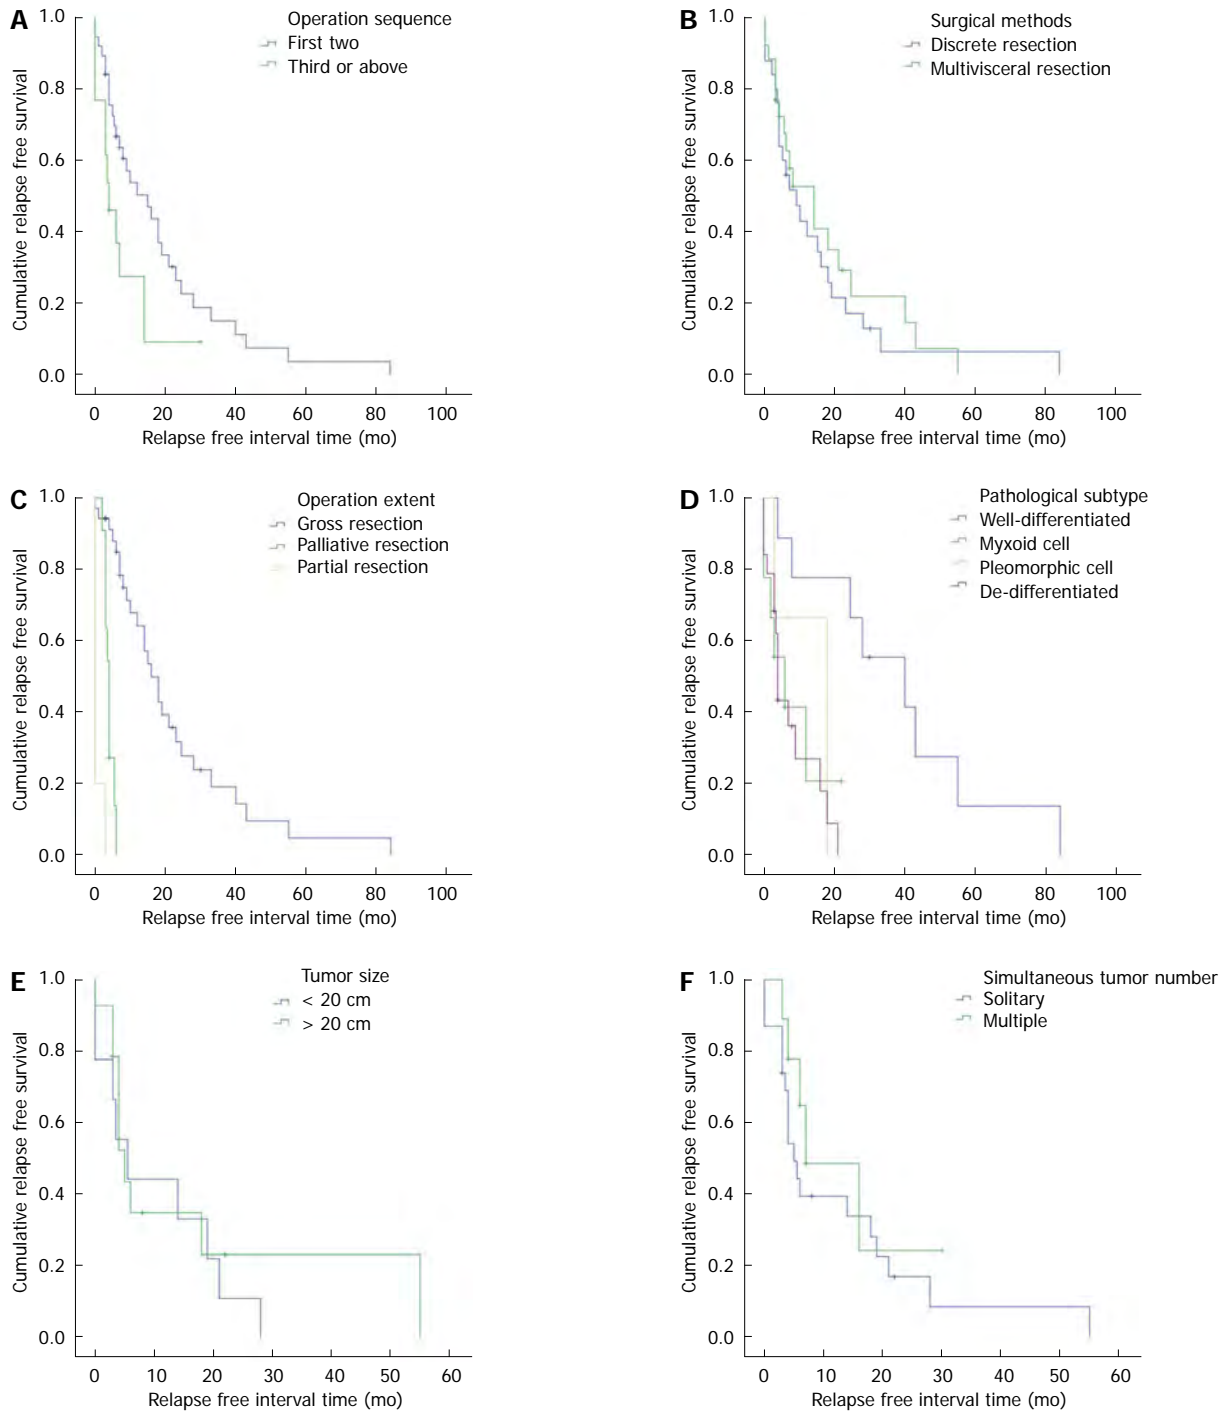 A
Operation sequence
First two
Third or above
Cumulative relapse free survival
1.0
0.8
0.6
0.4
0.2
0.0
0 20 40 60 80 100
Relapse free interval time (mo)
B
Surgical methods
Discrete resection
Multivisceral resection
Cumulative relapse free survival
1.0
0.8
0.6
0.4
0.2
0.0
0 20 40 60 80 100
Relapse free interval time (mo)
C
Operation extent
Gross resection
Palliative resection
Partial resection
Cumulative relapse free survival
1.0
0.8
0.6
0.4
0.2
0.0
0 20 40 60 80 100
Relapse free interval time (mo)
D
Pathological subtype
Well-differentiated
Myxoid cell
Pleomorphic cell
De-differentiated
Cumulative relapse free survival
1.0
0.8
0.6
0.4
0.2
0.0
0 20 40 60 80 100
Relapse free interval time (mo)
E
Tumor size
< 20 cm
> 20 cm
Cumulative relapse free survival
1.0
0.8
0.6
0.4
0.2
0.0
0 10 20 30 40 50 60
Relapse free interval time (mo)
F
Simultaneous tumor number
Solitary
Multiple
Cumulative relapse free survival
1.0
0.8
0.6
0.4
0.2
0.0
0 10 20 30 40 50 60
Relapse free interval time (mo)